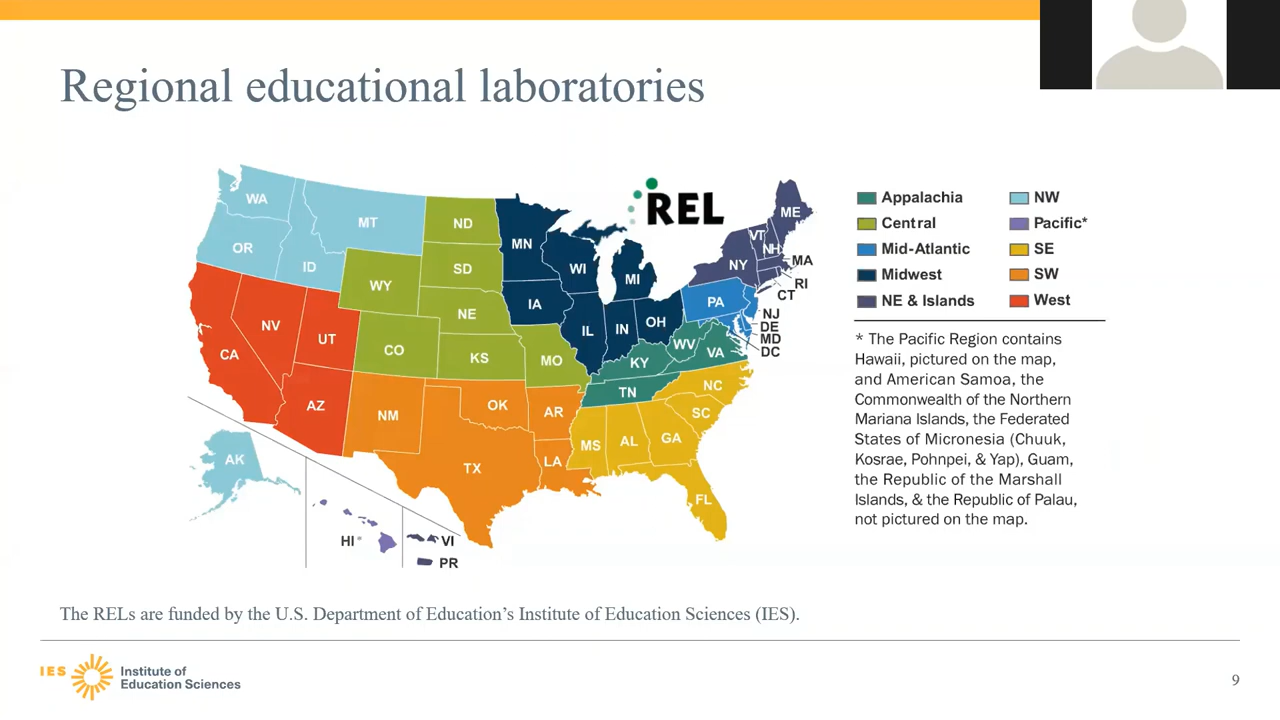 Regional educational laboratories
REL
WA
OR
ID
MT
WY
ND
SD
NE
CO
KS
MO
MN
WI
MI
IA
IL
IN
OH
NV
UT
CA
AZ
NM
OK
TX
AR
LA
KY
TN
WV
VA
NC
SC
MS
AL
GA
FL
PA
NY
VT
NH
ME
MA
RI
CT
NJ
DE
MD
DC
AK
HI
VI
PR
Appalachia
Central
Mid-Atlantic
Midwest
NE & Islands
NW
Pacific*
SE
SW
West
* The Pacific Region contains
Hawaii, pictured on the map,
and American Samoa, the
Commonwealth of the Northern
Mariana Islands, the Federated
States of Micronesia (Chuuk,
Kosrae, Pohnpei, & Yap), Guam,
the Republic of the Marshall
Islands, & the Republic of Palau,
not pictured on the map.
The RELs are funded by the U.S. Department of Education’s Institute of Education Sciences (IES).
IES
Institute of
Education Sciences
9